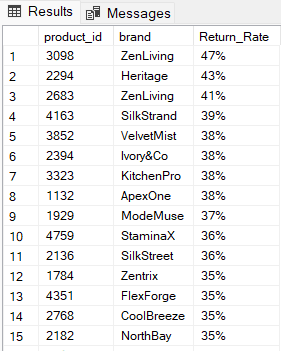 Results Messages
product_id brand Return_Rate
1 3098 ZenLiving 47%
2 2294 Heritage 43%
3 2683 ZenLiving 41%
4 4163 SilkStrand 39%
5 3852 VelvetMist 38%
6 2394 Ivory&Co 38%
7 3323 KitchenPro 38%
8 1132 ApexOne 38%
9 1929 ModeMuse 37%
10 4759 StaminaX 36%
11 2136 SilkStreet 36%
12 1784 Zentrix 35%
13 4351 FlexForge 35%
14 2768 CoolBreeze 35%
15 2182 NorthBay 35%